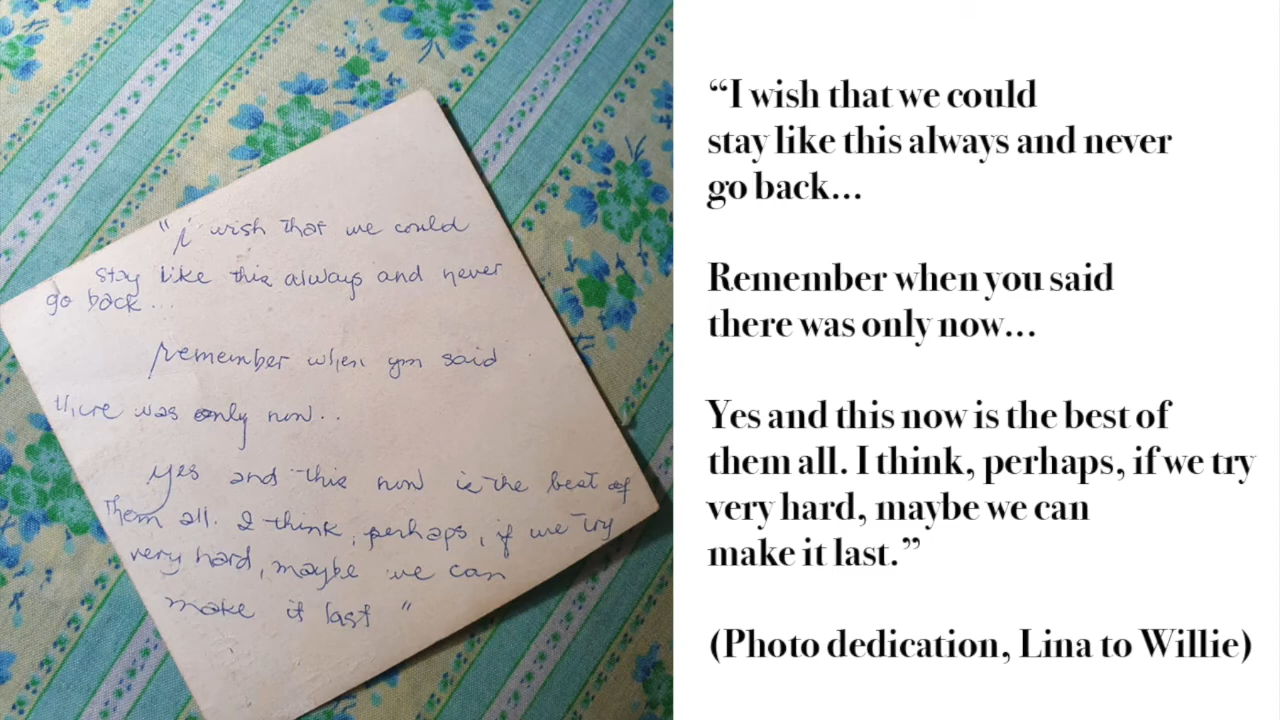 "i wish that we could
stay like this always and never
go back...
remember when you said
there was only now..
yes and this now is the best of
them all. I think, perhaps, if we try
very hard, maybe we can
make it last"
“I wish that we could
stay like this always and never
go back...
Remember when you said
there was only now...
Yes and this now is the best of
them all. I think, perhaps, if we try
very hard, maybe we can
make it last.”
(Photo dedication, Lina to Willie)